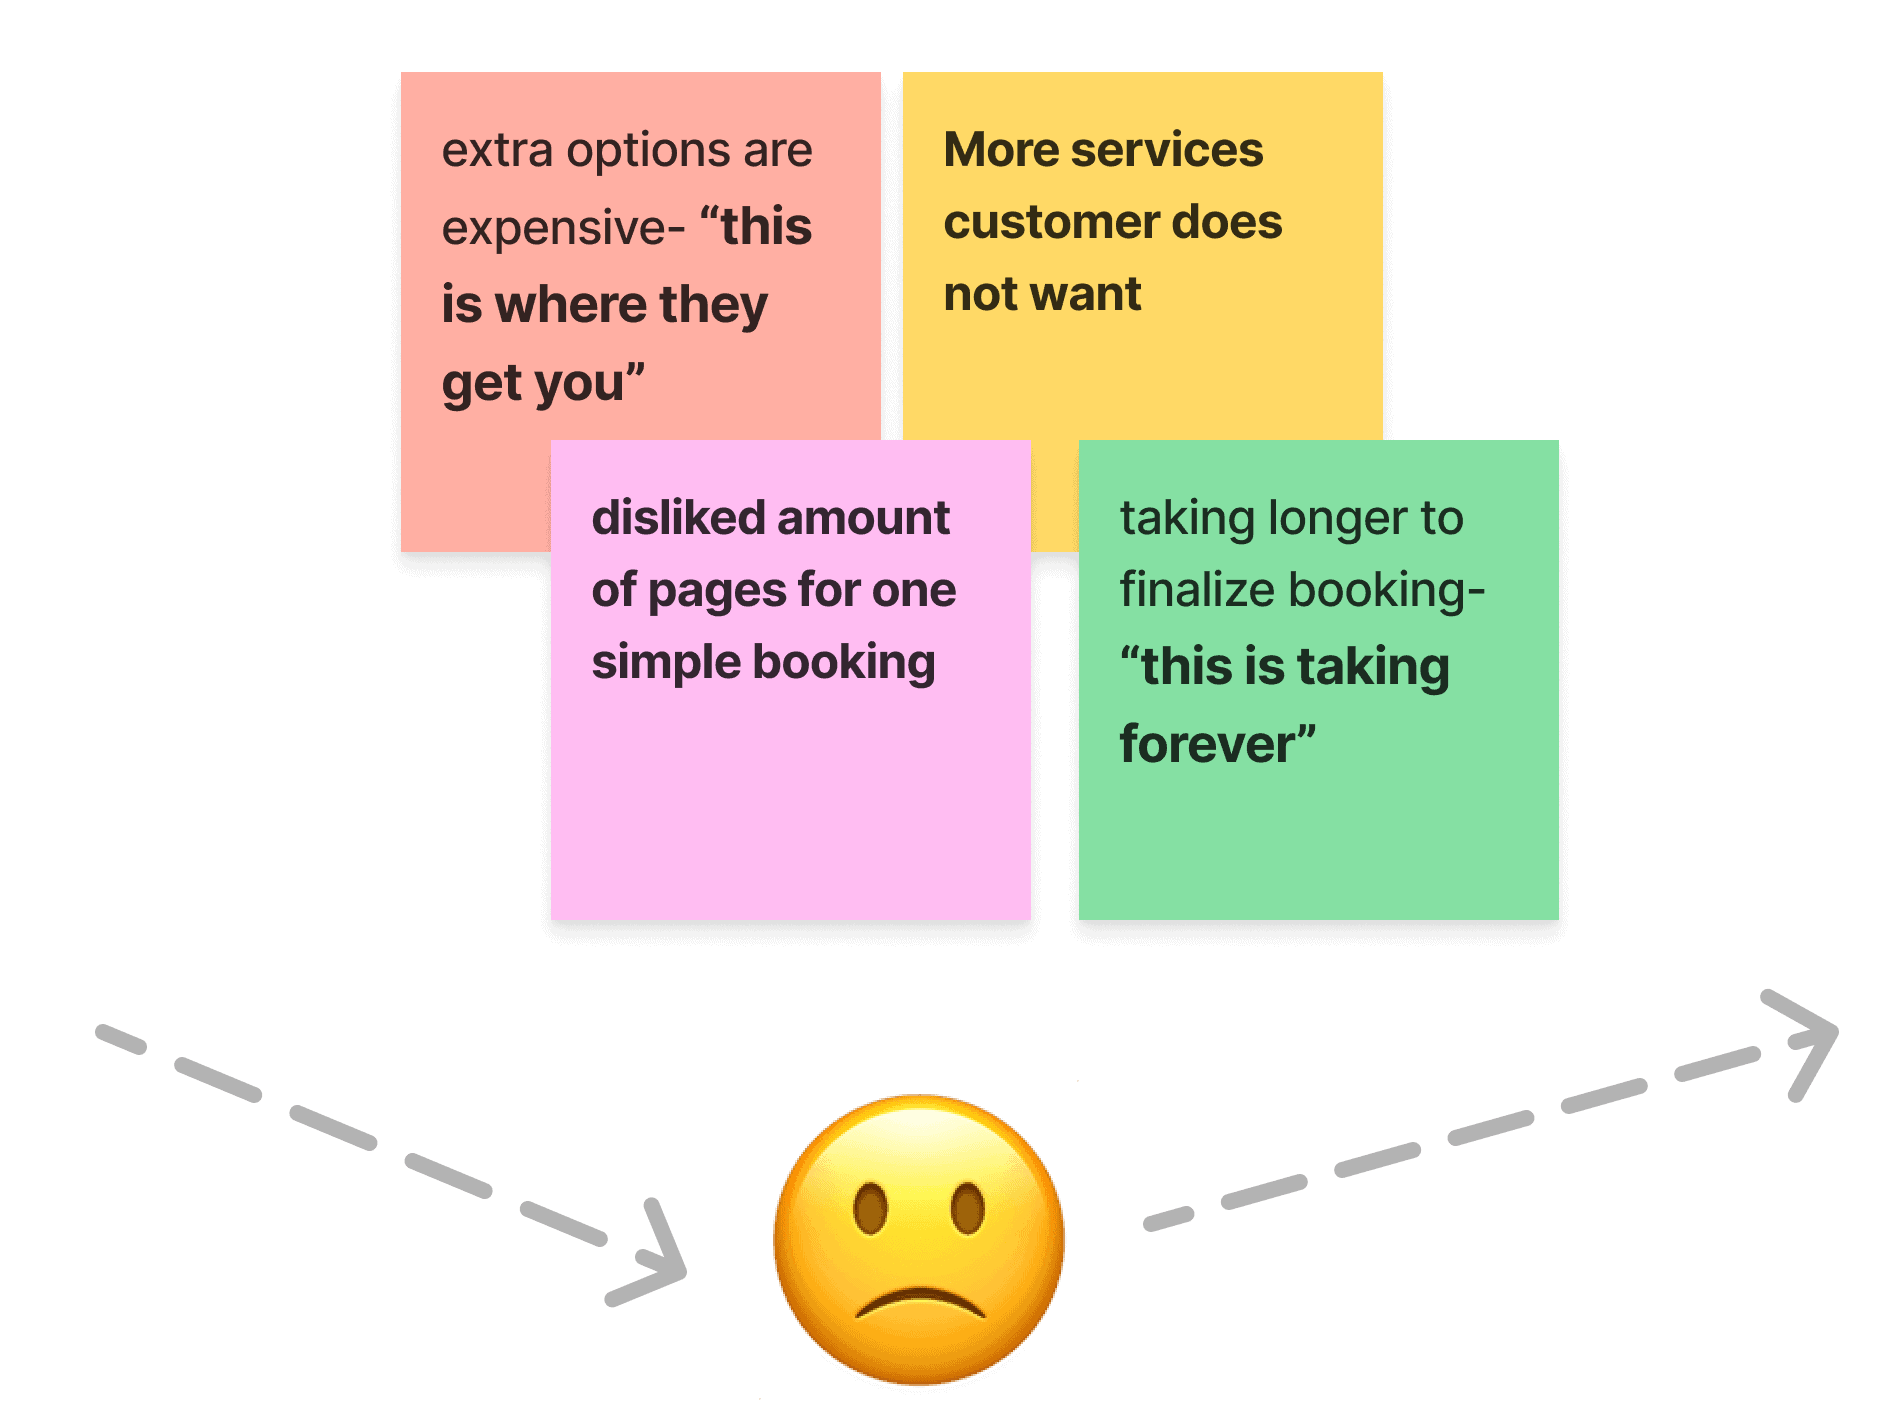 extra options are
expensive- “this
is where they
get you”
More services
customer does
not want
disliked amount
of pages for one
simple booking
taking longer to
finalize booking-
“this is taking
forever”